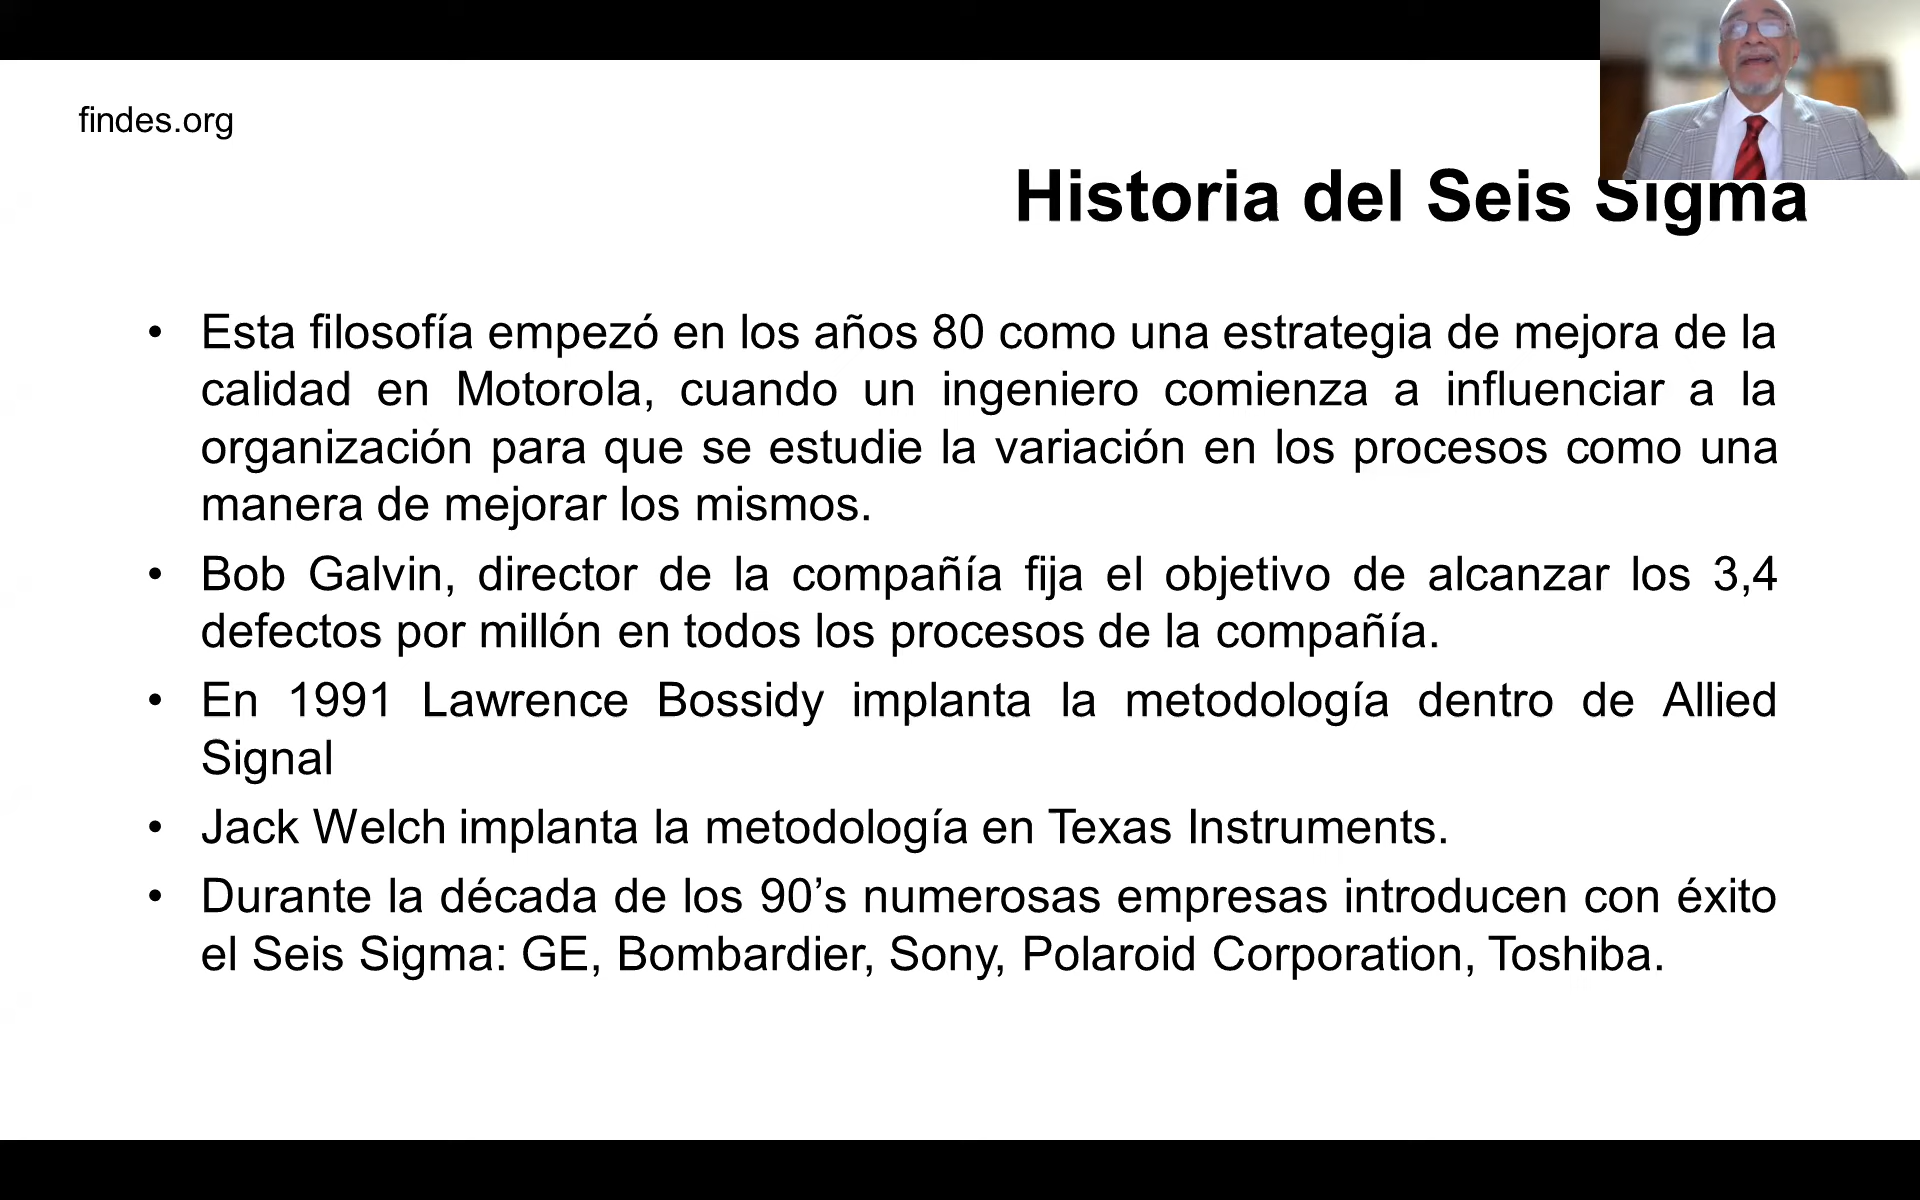 findes.org
Historia del Seis Sigma
• Esta filosofía empezó en los años 80 como una estrategia de mejora de la
calidad en Motorola, cuando un ingeniero comienza a influenciar a la
organización para que se estudie la variación en los procesos como una
manera de mejorar los mismos.
• Bob Galvin, director de la compañía fija el objetivo de alcanzar los 3,4
defectos por millón en todos los procesos de la compañía.
• En 1991 Lawrence Bossidy implanta la metodología dentro de Allied
Signal
• Jack Welch implanta la metodología en Texas Instruments.
• Durante la década de los 90’s numerosas empresas introducen con éxito
el Seis Sigma: GE, Bombardier, Sony, Polaroid Corporation, Toshiba.